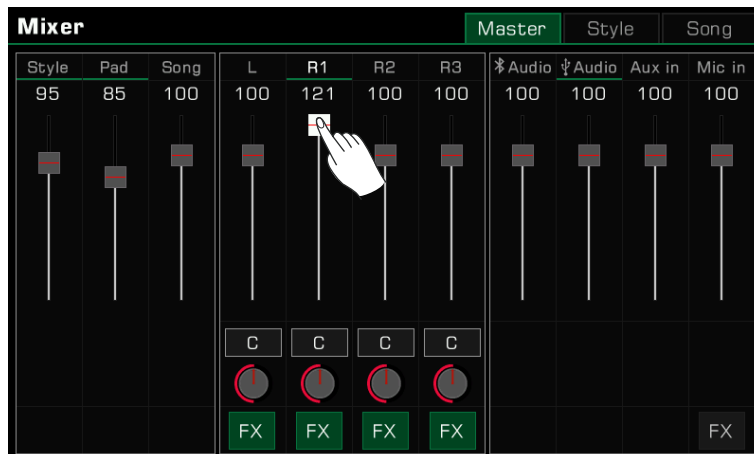 Mixer Master Style Song
Style Pad Song L R1 R2 R3 Audio Audio Aux in Mic in
95 85 100 100 121 100 100 100 100 100 100
C C C C
FX FX FX FX FX